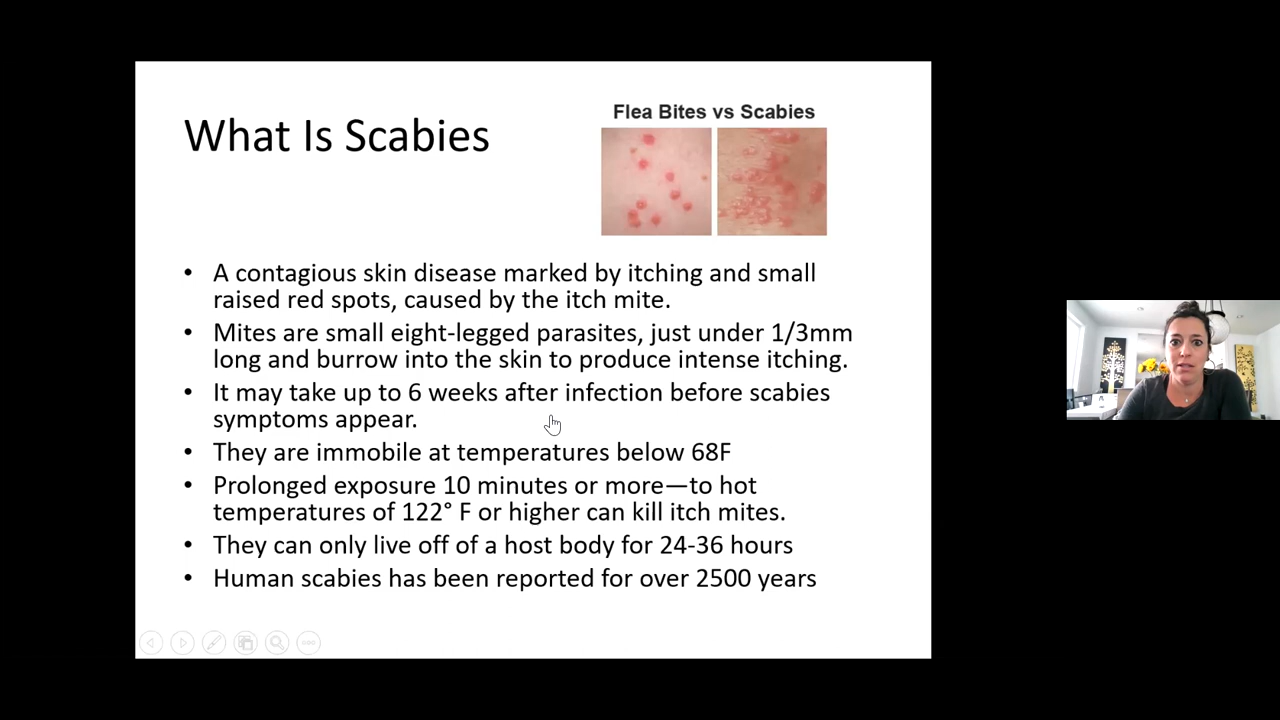 What Is Scabies
Flea Bites vs Scabies
• A contagious skin disease marked by itching and small
raised red spots, caused by the itch mite.
• Mites are small eight-legged parasites, just under 1/3mm
long and burrow into the skin to produce intense itching.
• It may take up to 6 weeks after infection before scabies
symptoms appear.
• They are immobile at temperatures below 68F
• Prolonged exposure 10 minutes or more—to hot
temperatures of 122° F or higher can kill itch mites.
• They can only live off of a host body for 24-36 hours
• Human scabies has been reported for over 2500 years